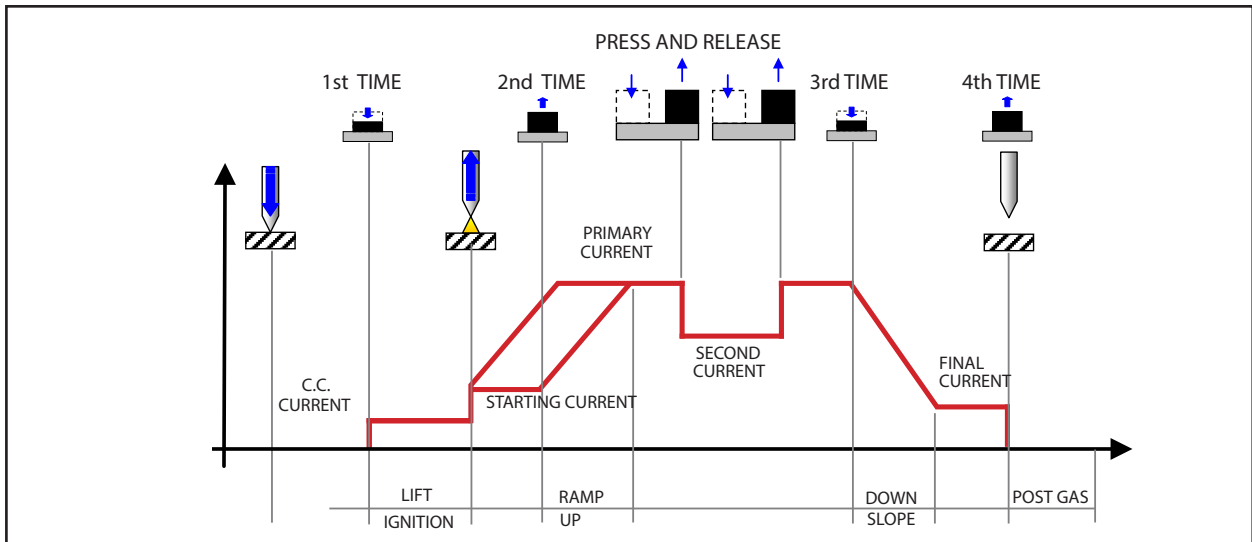 PRESS AND RELEASE
1st TIME
2nd TIME
3rd TIME
4th TIME
PRIMARY
CURRENT
SECOND
CURRENT
FINAL
CURRENT
C.C.
CURRENT
STARTING CURRENT
LIFT
IGNITION
RAMP
UP
DOWN
SLOPE
POST GAS